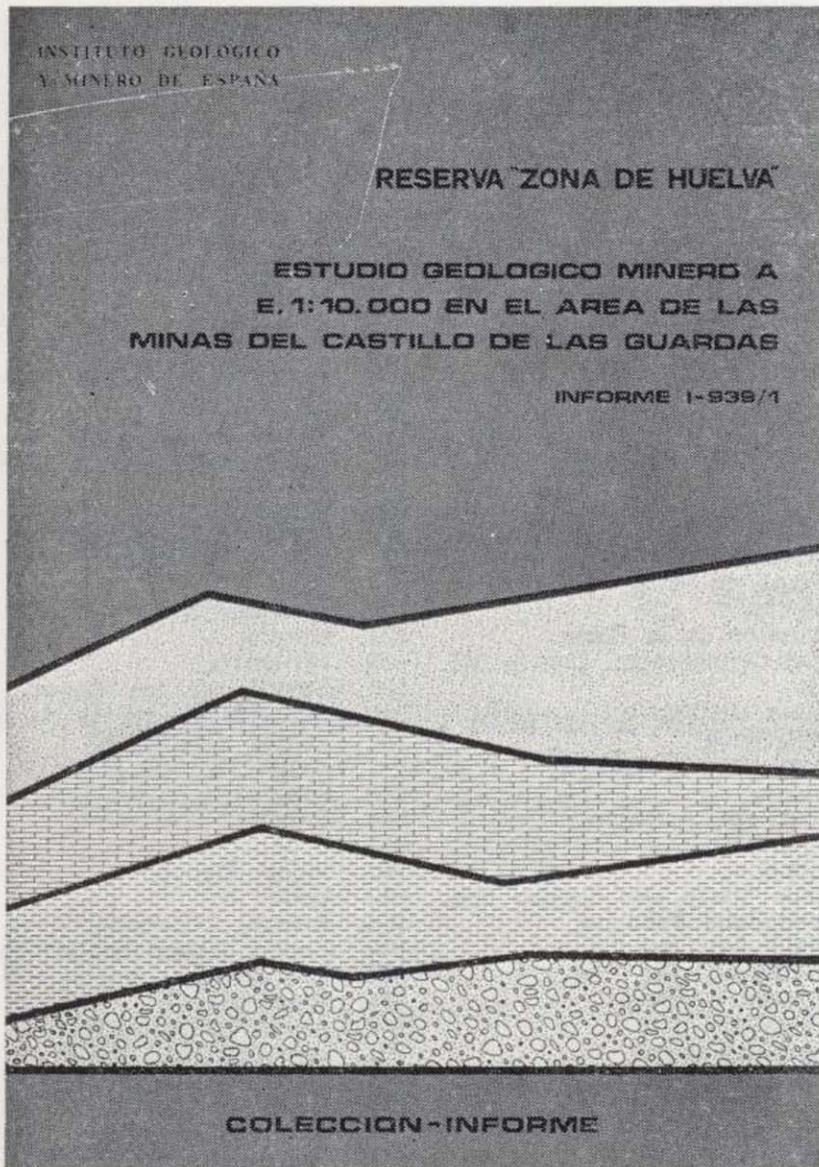 INSTITUTO GEOLOGICO
Y MINERO DE ESPAÑA
RESERVA "ZONA DE HUELVA"
ESTUDIO GEOLOGICO MINERO A
E. 1:10.000 EN EL AREA DE LAS
MINAS DEL CASTILLO DE LAS GUARDAS
INFORME I-939/1
COLECCION-INFORME